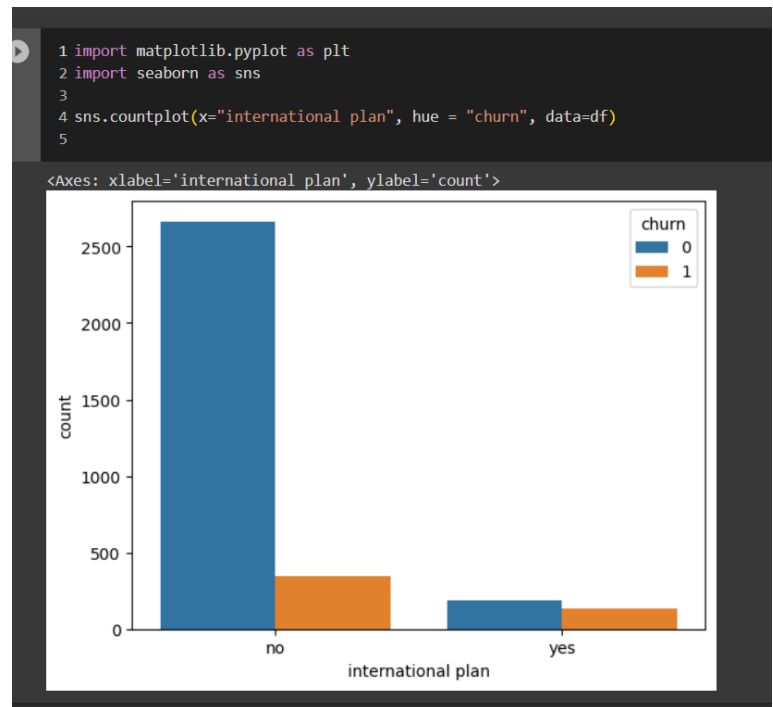 1 import matplotlib.pyplot as plt
2 import seaborn as sns
3
4 sns.countplot(x="international plan", hue = "churn", data=df)
5
<Axes: xlabel='international plan', ylabel='count'>
churn
0
1
2500
2000
1500
1000
500
0
count
no yes
international plan